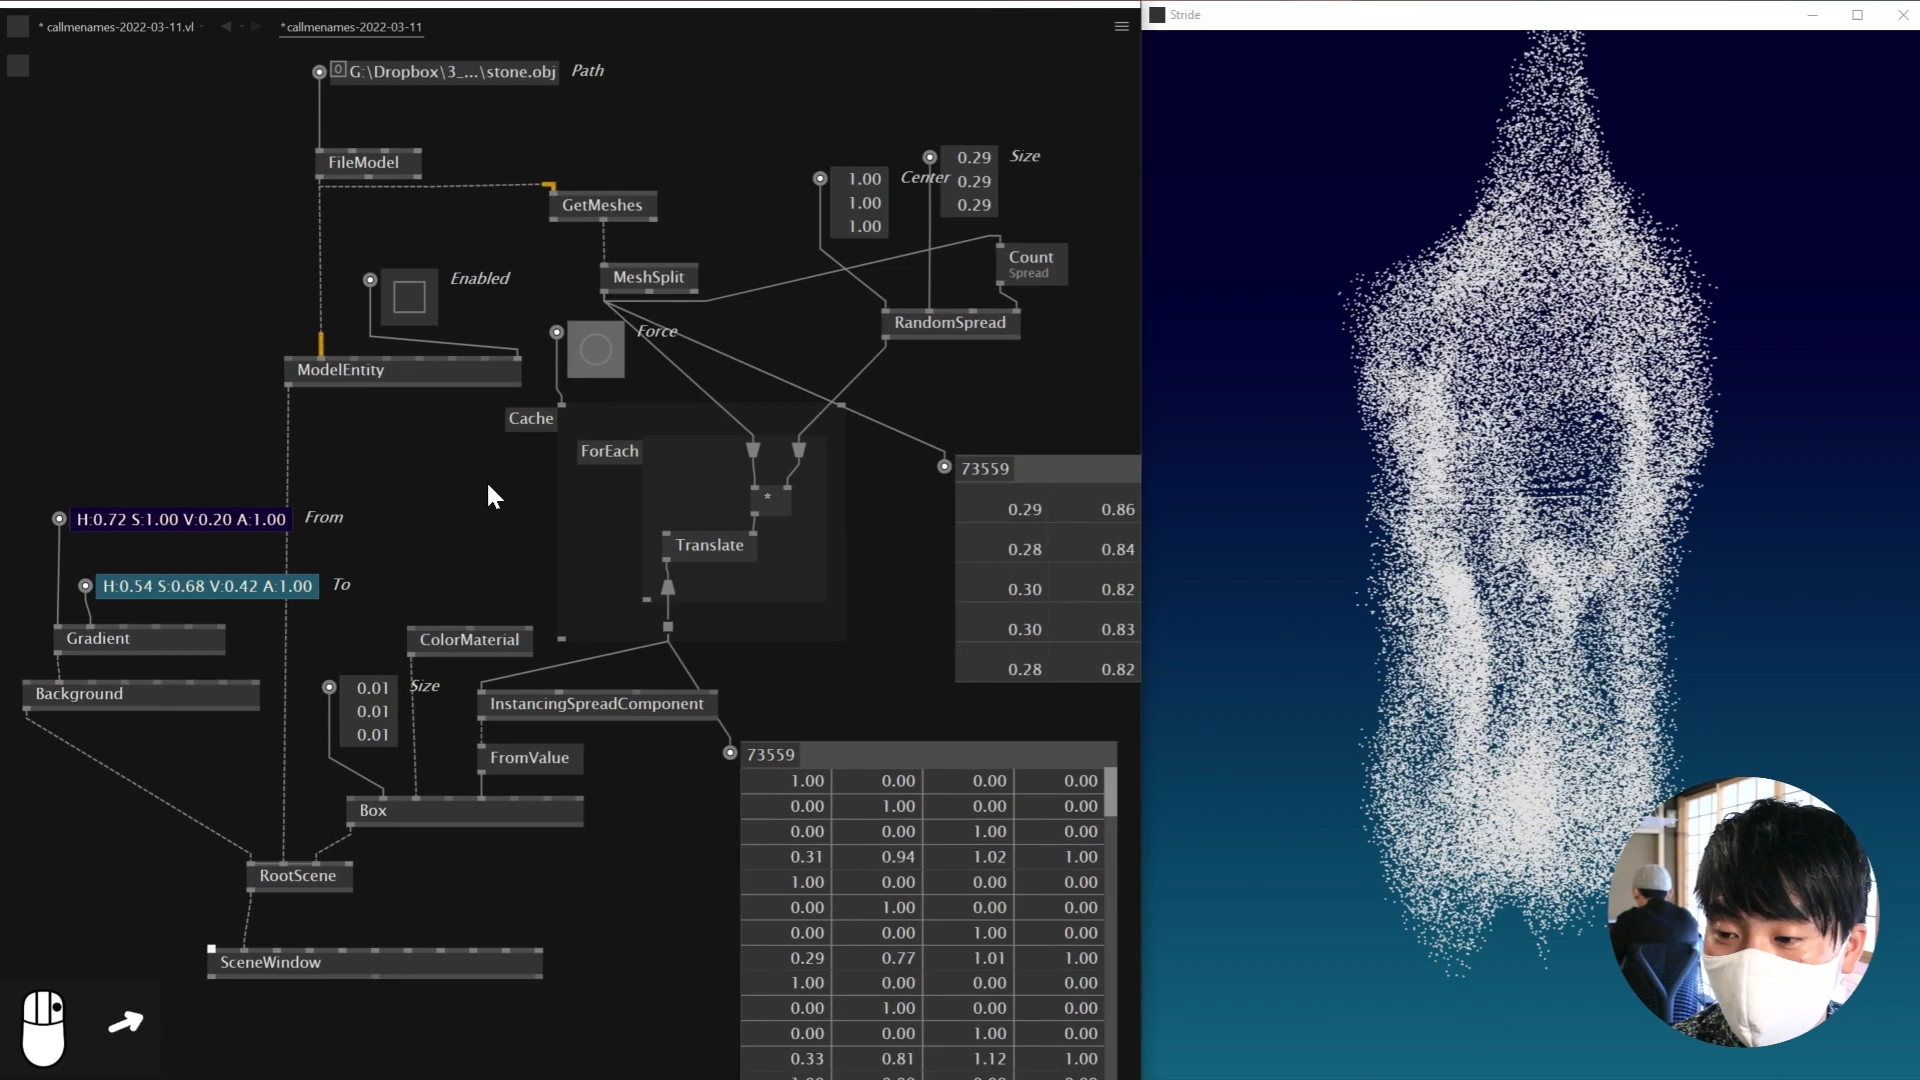 * callmenames-2022-03-11.vl
*callmenames-2022-03-11
Stride
G:\Dropbox\3_...\stone.obj
Path
FileModel
GetMeshes
MeshSplit
Enabled
Force
ModelEntity
Cache
ForEach
*
Translate
1.00
1.00
1.00
Center
0.29
0.29
0.29
Size
Count
Spread
RandomSpread
73559
0.29 0.86
0.28 0.84
0.30 0.82
0.30 0.83
0.28 0.82
H:0.72 S:1.00 V:0.20 A:1.00
From
H:0.54 S:0.68 V:0.42 A:1.00
To
Gradient
Background
ColorMaterial
0.01
0.01
0.01
Size
InstancingSpreadComponent
FromValue
Box
RootScene
SceneWindow
73559
1.00 0.00 0.00 0.00
0.00 1.00 0.00 0.00
0.00 0.00 1.00 0.00
0.31 0.94 1.02 1.00
1.00 0.00 0.00 0.00
0.00 1.00 0.00 0.00
0.00 0.00 1.00 0.00
0.29 0.77 1.01 1.00
1.00 0.00 0.00 0.00
0.00 1.00 0.00 0.00
0.00 0.00 1.00 0.00
0.33 0.81 1.12 1.00